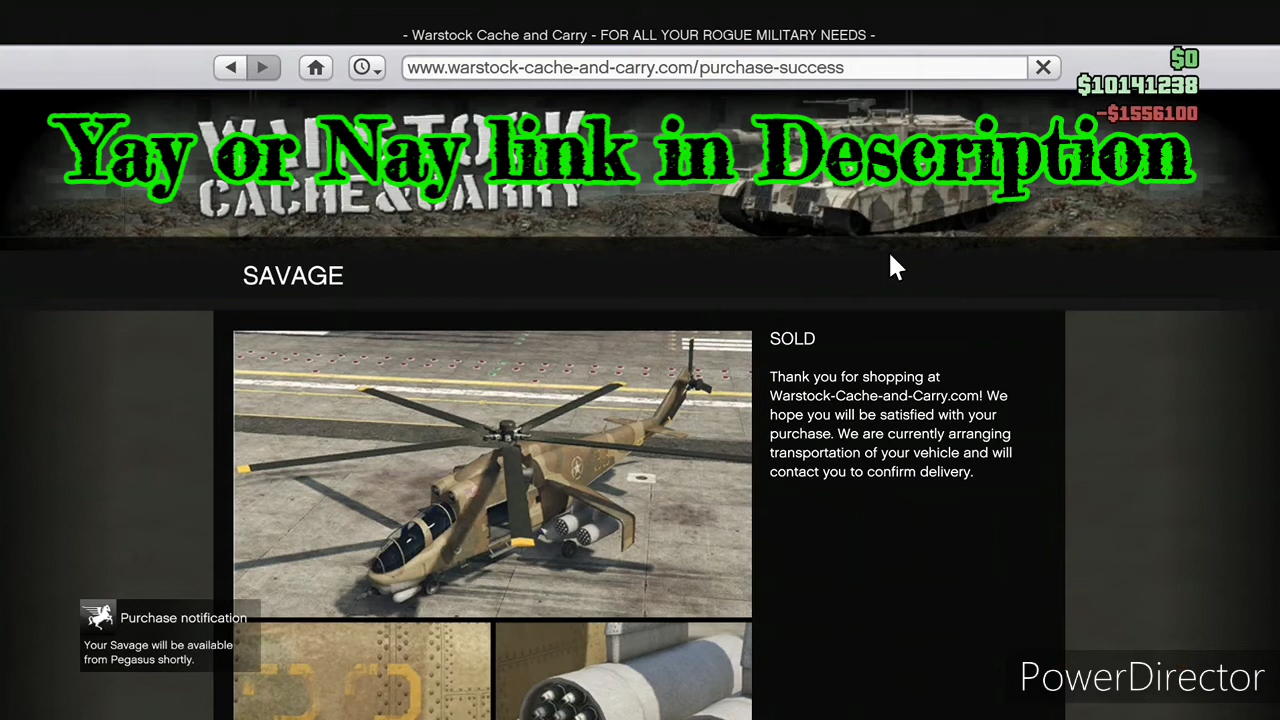 - Warstock Cache and Carry - FOR ALL YOUR ROGUE MILITARY NEEDS -
www.warstock-cache-and-carry.com/purchase-success
$0
$10141238
-$1556100
WARSTOCK
CACHE&CARRY
Yay or Nay link in Description
SAVAGE
SOLD
Thank you for shopping at
Warstock-Cache-and-Carry.com! We
hope you will be satisfied with your
purchase. We are currently arranging
transportation of your vehicle and will
contact you to confirm delivery.
Purchase notification
Your Savage will be available
from Pegasus shortly.
PowerDirector